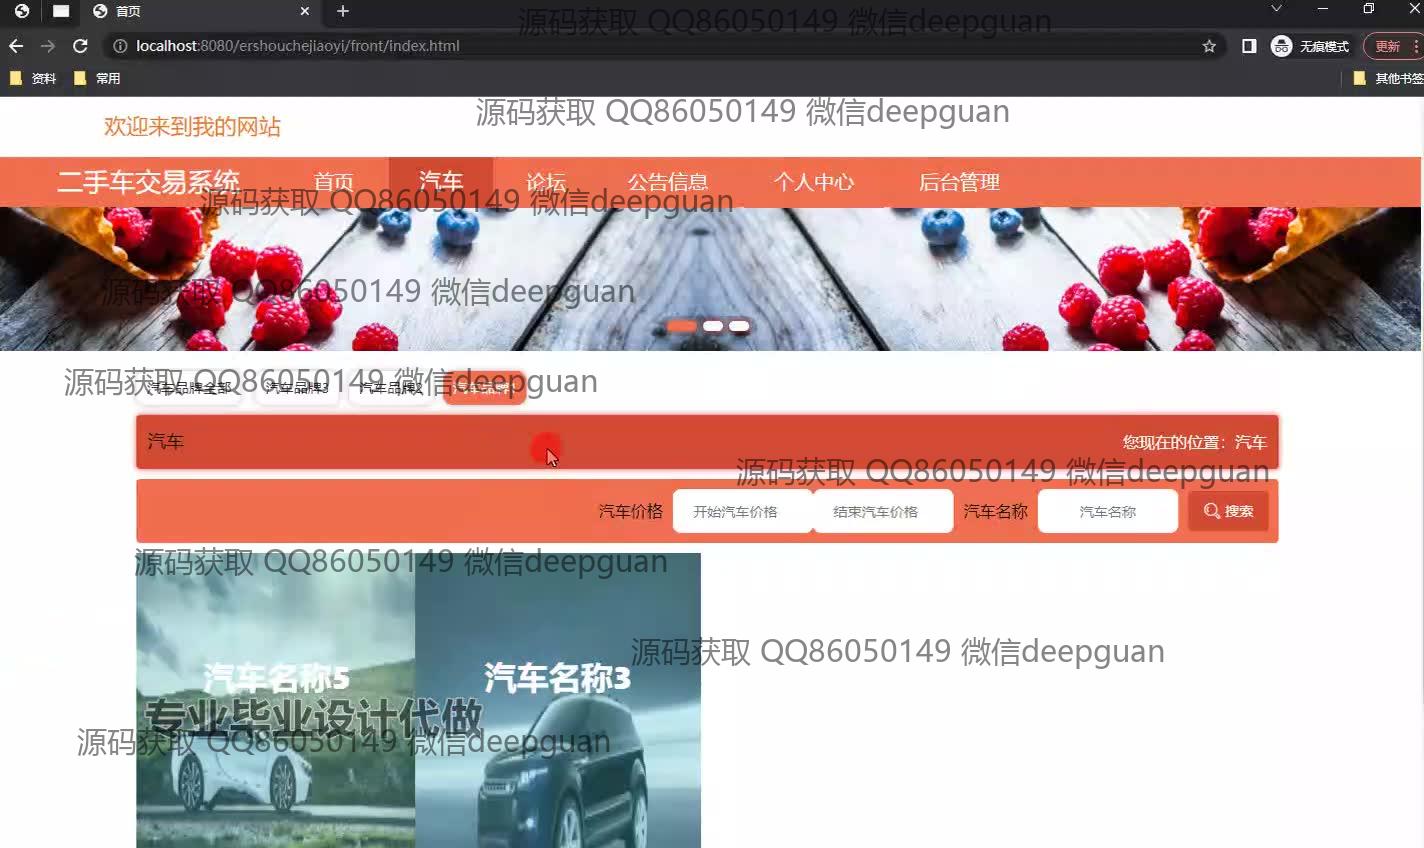 首页
源码获取 QQ86050149 微信deepguan
localhost:8080/ershouchejiaoyi/front/index.html
无痕模式
更新
资料
常用
其他书签
欢迎来到我的网站
源码获取 QQ86050149 微信deepguan
二手车交易系统 首页 汽车 论坛 公告信息 个人中心 后台管理
源码获取 QQ86050149 微信deepguan
源码获取 QQ86050149 微信deepguan
源码获取 QQ86050149 微信deepguan
汽车品牌全部 汽车品牌3 汽车品牌2 汽车品牌1
汽车
您现在的位置：汽车
源码获取 QQ86050149 微信deepguan
汽车价格 开始汽车价格 结束汽车价格 汽车名称 汽车名称 搜索
源码获取 QQ86050149 微信deepguan
源码获取 QQ86050149 微信deepguan
汽车名称5 汽车名称3
专业毕业设计代做
源码获取 QQ86050149 微信deepguan